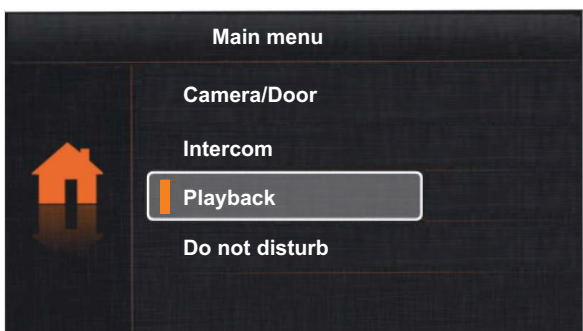 Main menu
Camera/Door
Intercom
Playback
Do not disturb